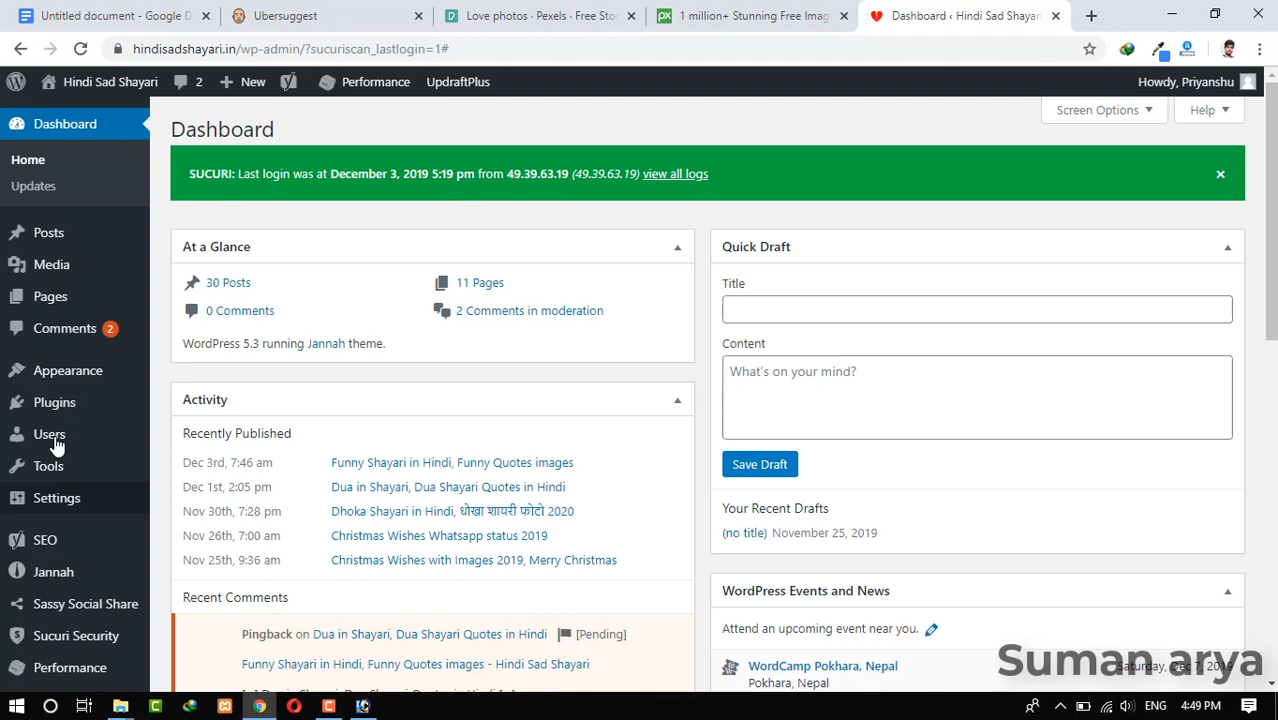 Untitled document - Google D
Ubersuggest
Love photos · Pexels · Free Sto
1 million+ Stunning Free Imag
Dashboard ‹ Hindi Sad Shayari
hindisadshayari.in/wp-admin/?sucuriscan_lastlogin=1#
Hindi Sad Shayari 2 New Performance UpdraftPlus Howdy, Priyanshu
Dashboard
Home
Updates
Posts
Media
Pages
Comments 2
Appearance
Plugins
Users
Tools
Settings
SEO
Jannah
Sassy Social Share
Sucuri Security
Performance
Screen Options Help
Dashboard
SUCURI: Last login was at December 3, 2019 5:19 pm from 49.39.63.19 (49.39.63.19) view all logs
At a Glance
30 Posts 11 Pages
0 Comments 2 Comments in moderation
WordPress 5.3 running Jannah theme.
Activity
Recently Published
Dec 3rd, 7:46 am Funny Shayari in Hindi, Funny Quotes images
Dec 1st, 2:05 pm Dua in Shayari, Dua Shayari Quotes in Hindi
Nov 30th, 7:28 pm Dhoka Shayari in Hindi, धोखा शायरी फोटो 2020
Nov 26th, 7:00 am Christmas Wishes Whatsapp status 2019
Nov 25th, 9:36 am Christmas Wishes with Images 2019, Merry Christmas
Recent Comments
Pingback on Dua in Shayari, Dua Shayari Quotes in Hindi [Pending]
Funny Shayari in Hindi, Funny Quotes images - Hindi Sad Shayari
Quick Draft
Title
Content
What's on your mind?
Save Draft
Your Recent Drafts
(no title) November 25, 2019
WordPress Events and News
Attend an upcoming event near you.
WordCamp Pokhara, Nepal Saturday, Dec 7, 2019
Pokhara, Nepal
Suman arya
ENG 4:49 PM